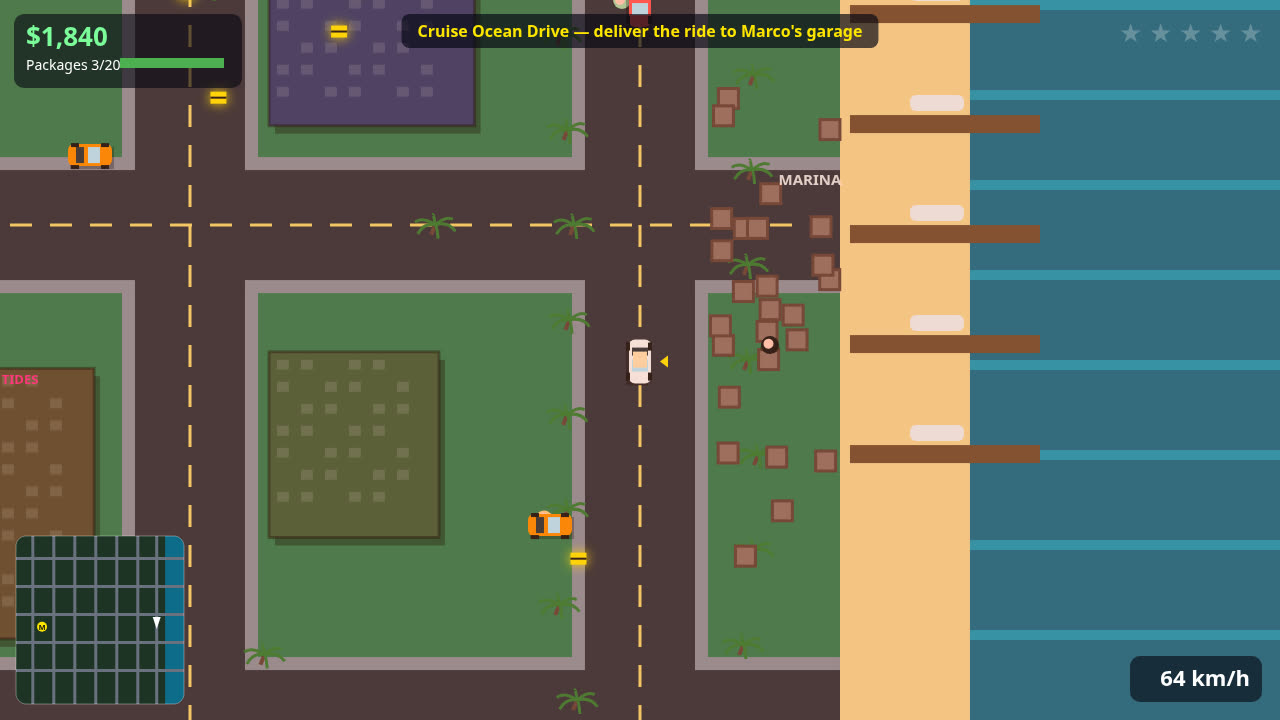 $1,840
Packages 3/20
Cruise Ocean Drive — deliver the ride to Marco's garage
MARINA
TIDES
M
64 km/h